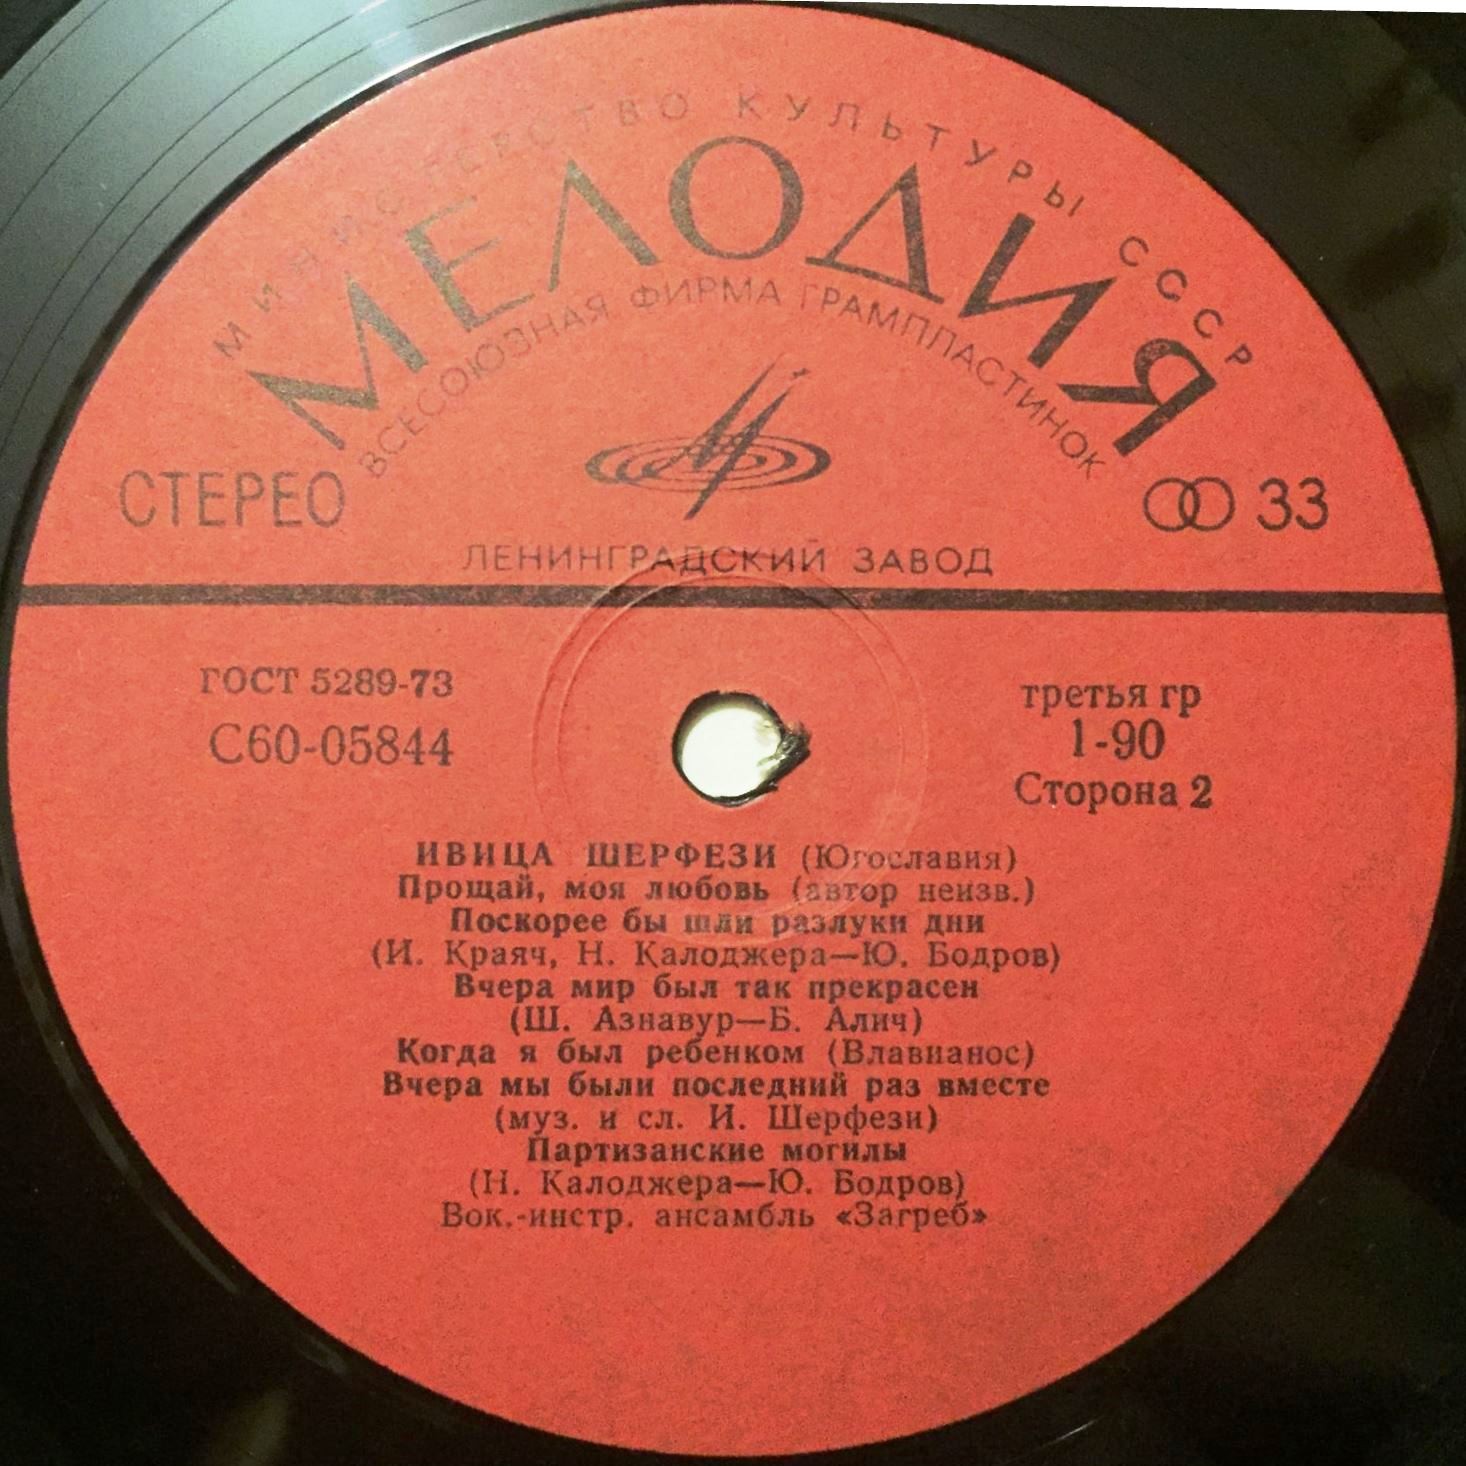 МИНИСТЕРСТВО КУЛЬТУРЫ СССР
МЕЛОДИЯ
ВСЕСОЮЗНАЯ ФИРМА ГРАМПЛАСТИНОК
СТЕРЕО
33
ЛЕНИНГРАДСКИЙ ЗАВОД
ГОСТ 5289-73
С60-05844
третья гр
1-90
Сторона 2
ИВИЦА ШЕРФЕЗИ (Югославия)
Прощай, моя любовь (автор неизв.)
Поскорее бы шли разлуки дни
(И. Краяч, Н. Калоджера—Ю. Бодров)
Вчера мир был так прекрасен
(Ш. Азнавур—Б. Алич)
Когда я был ребенком (Влавианос)
Вчера мы были последний раз вместе
(муз. и сл. И. Шерфези)
Партизанские могилы
(Н. Калоджера—Ю. Бодров)
Вок.-инстр. ансамбль «Загреб»